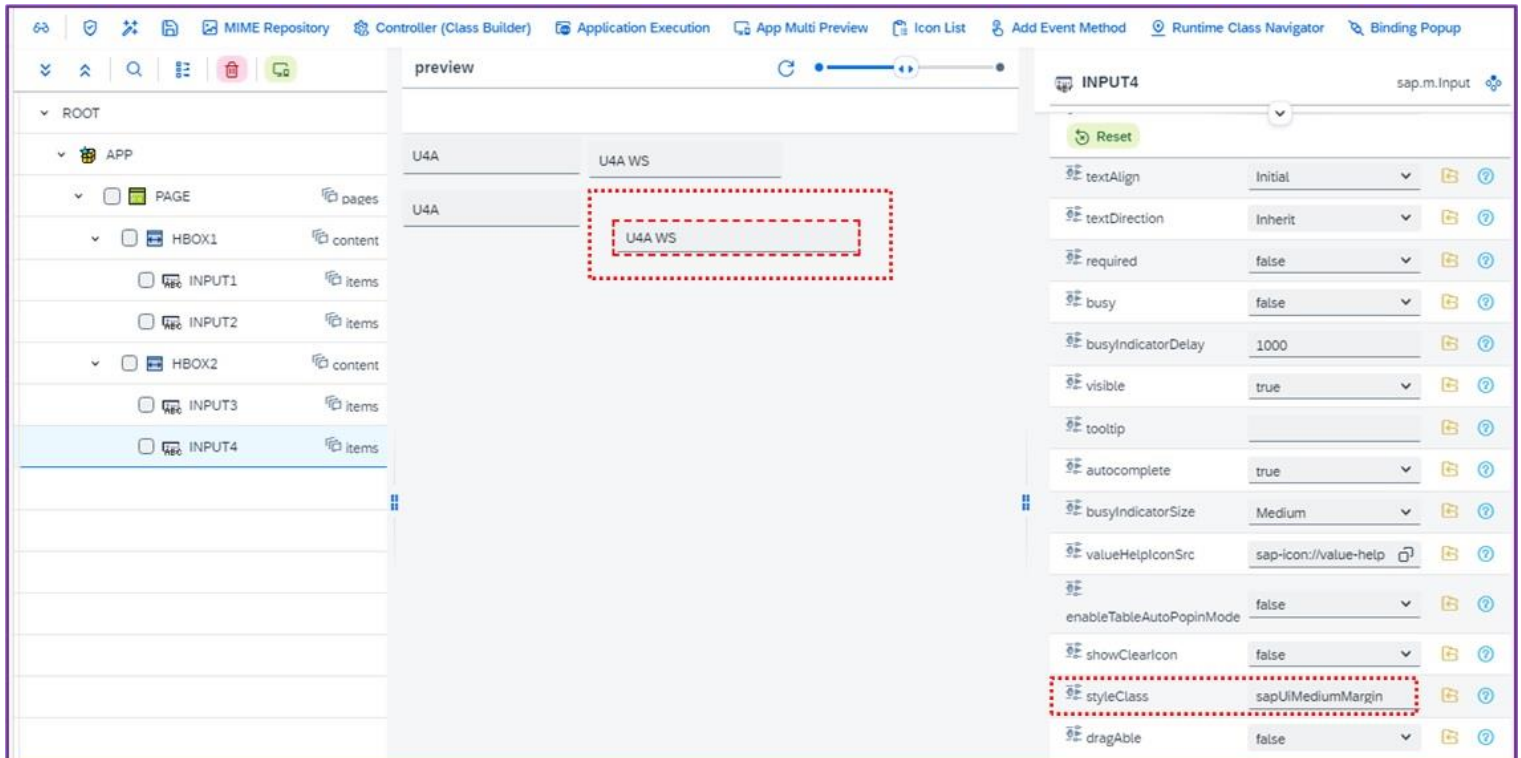 MIME Repository Controller (Class Builder) Application Execution App Multi Preview Icon List Add Event Method Runtime Class Navigator Binding Popup
preview
INPUT4 sap.m.Input
Reset
ROOT
APP
PAGE pages
HBOX1 content
INPUT1 items
INPUT2 items
HBOX2 content
INPUT3 items
INPUT4 items
U4A U4A WS
U4A
U4A WS
textAlign Initial
textDirection Inherit
required false
busy false
busyIndicatorDelay 1000
visible true
tooltip
autocomplete true
busyIndicatorSize Medium
valueHelpIconSrc sap-icon://value-help
enableTableAutoPopinMode false
showClearIcon false
styleClass sapUiMediumMargin
dragAble false